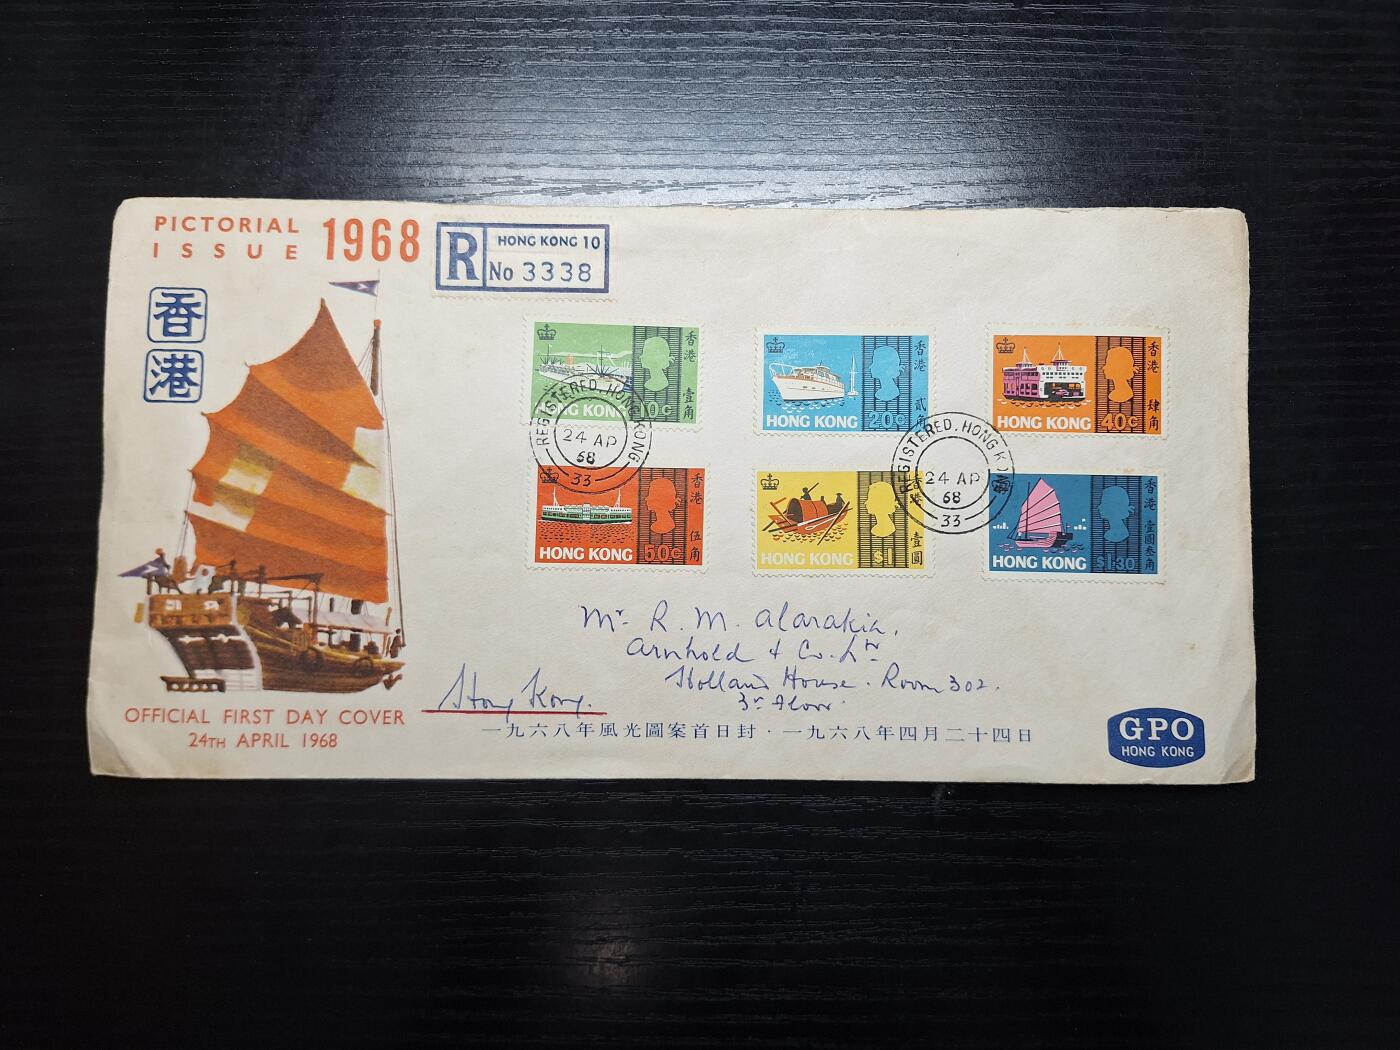 PICTORIAL
ISSUE 1968
R HONG KONG 10
No 3338
香
港
香港 壹角
HONG KONG 10c
香港 貳角
HONG KONG 20c
香港 肆角
HONG KONG 40c
REGISTERED. HONG KONG
24 AP
68
33
REGISTERED. HONG KONG
24 AP
68
33
香港 伍角
HONG KONG 50c
香港 壹圓
HONG KONG $1
香港 壹圓叁角
HONG KONG $1.30
Mr R. M. Alarakia,
Arnhold & Co. Ltd
Holland House. Room 302.
3rd Floor.
Hong Kong.
OFFICIAL FIRST DAY COVER
24TH APRIL 1968
一九六八年風光圖案首日封·一九六八年四月二十四日
GPO
HONG KONG